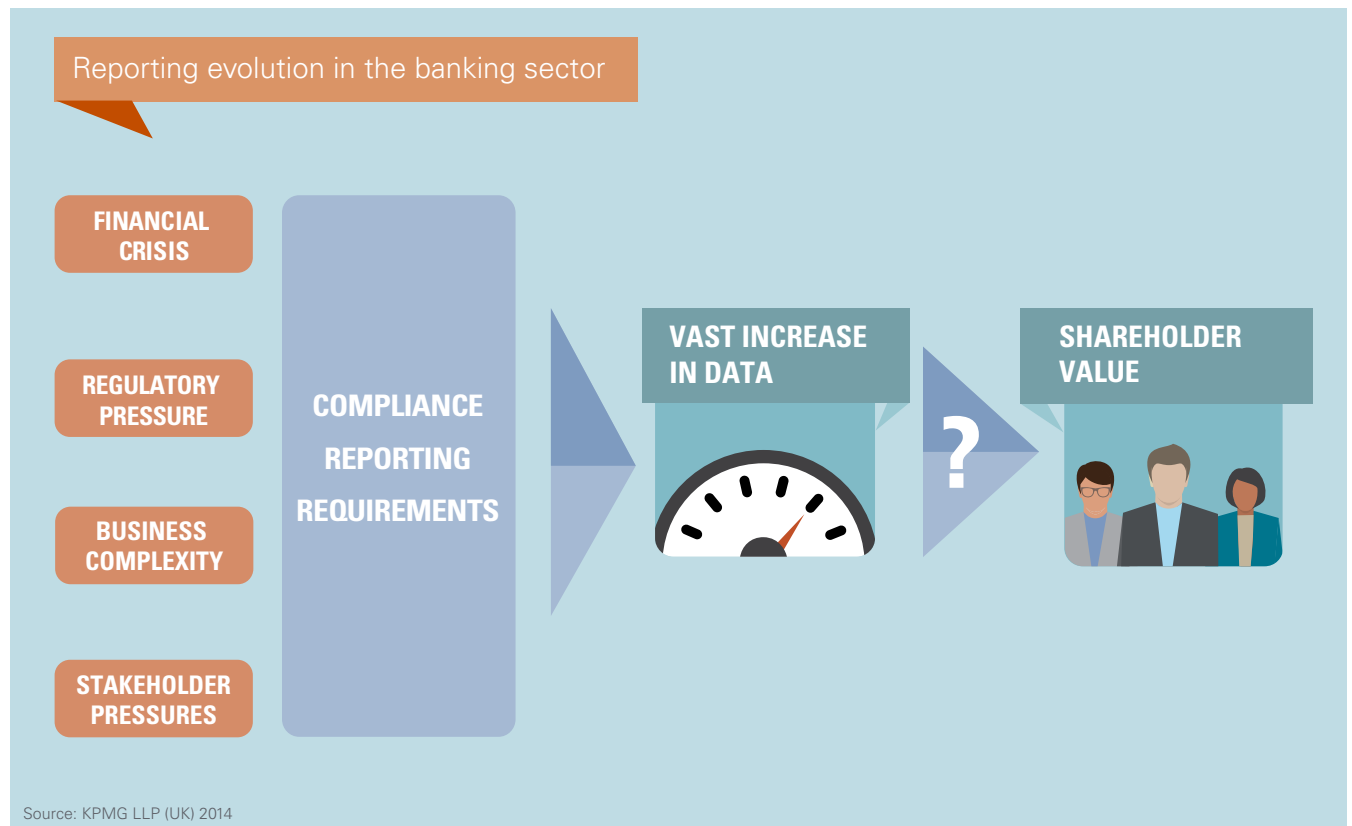 Reporting evolution in the banking sector
FINANCIAL
CRISIS
REGULATORY
PRESSURE
BUSINESS
COMPLEXITY
STAKEHOLDER
PRESSURES
COMPLIANCE
REPORTING
REQUIREMENTS
VAST INCREASE
IN DATA
?
SHAREHOLDER
VALUE
Source: KPMG LLP (UK) 2014